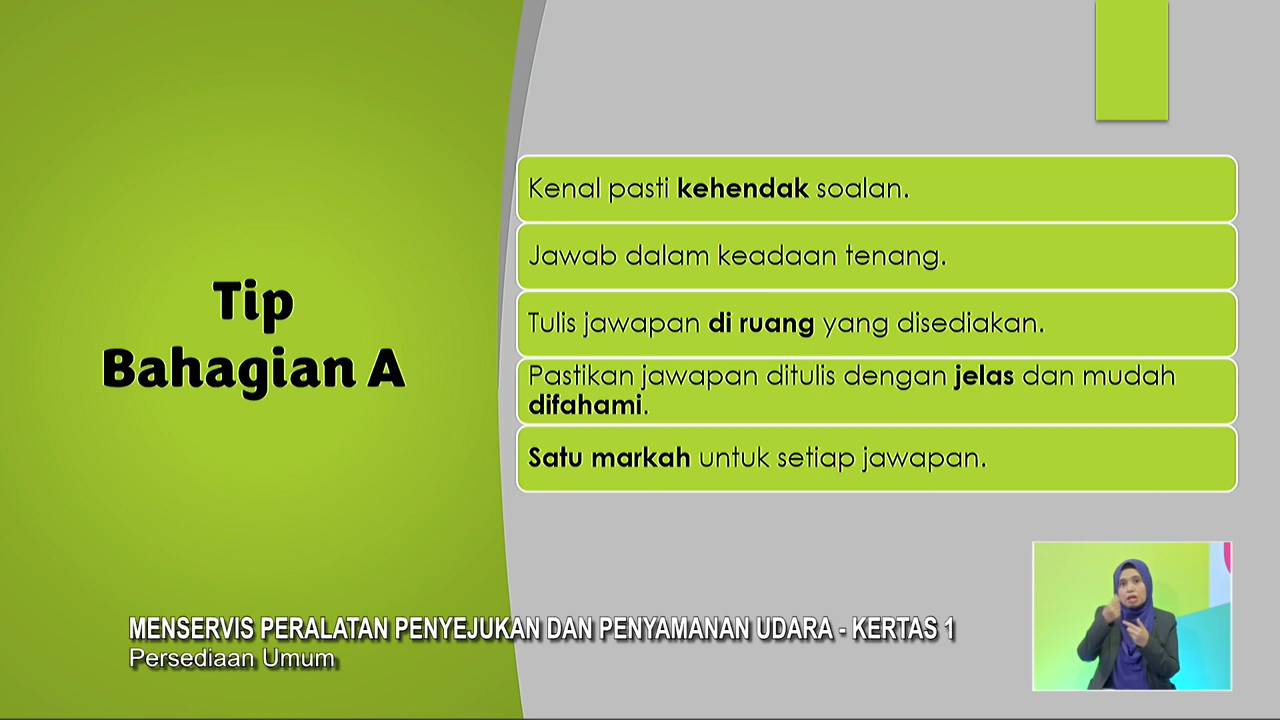 Tip
Bahagian A
Kenal pasti kehendak soalan.
Jawab dalam keadaan tenang.
Tulis jawapan di ruang yang disediakan.
Pastikan jawapan ditulis dengan jelas dan mudah
difahami.
Satu markah untuk setiap jawapan.
MENSERVIS PERALATAN PENYEJUKAN DAN PENYAMANAN UDARA - KERTAS 1
Persediaan Umum